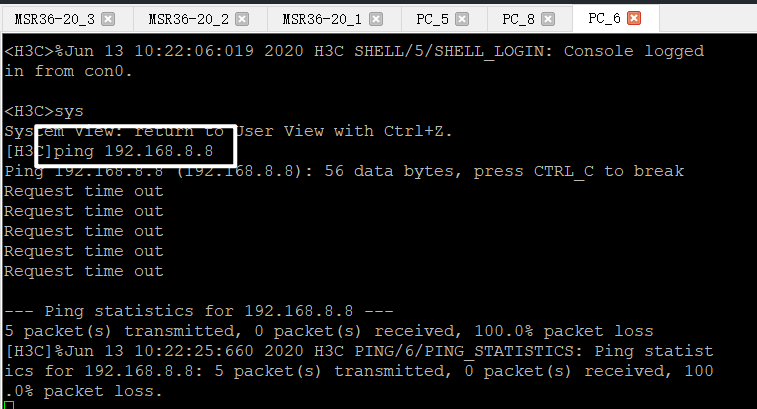 MSR36-20_3 MSR36-20_2 MSR36-20_1 PC_5 PC_8 PC_6
<H3C>%Jun 13 10:22:06:019 2020 H3C SHELL/5/SHELL_LOGIN: Console logged
in from con0.
<H3C>sys
System View: return to User View with Ctrl+Z.
[H3C]ping 192.168.8.8
Ping 192.168.8.8 (192.168.8.8): 56 data bytes, press CTRL_C to break
Request time out
Request time out
Request time out
Request time out
Request time out
--- Ping statistics for 192.168.8.8 ---
5 packet(s) transmitted, 0 packet(s) received, 100.0% packet loss
[H3C]%Jun 13 10:22:25:660 2020 H3C PING/6/PING_STATISTICS: Ping statist
ics for 192.168.8.8: 5 packet(s) transmitted, 0 packet(s) received, 100
.0% packet loss.